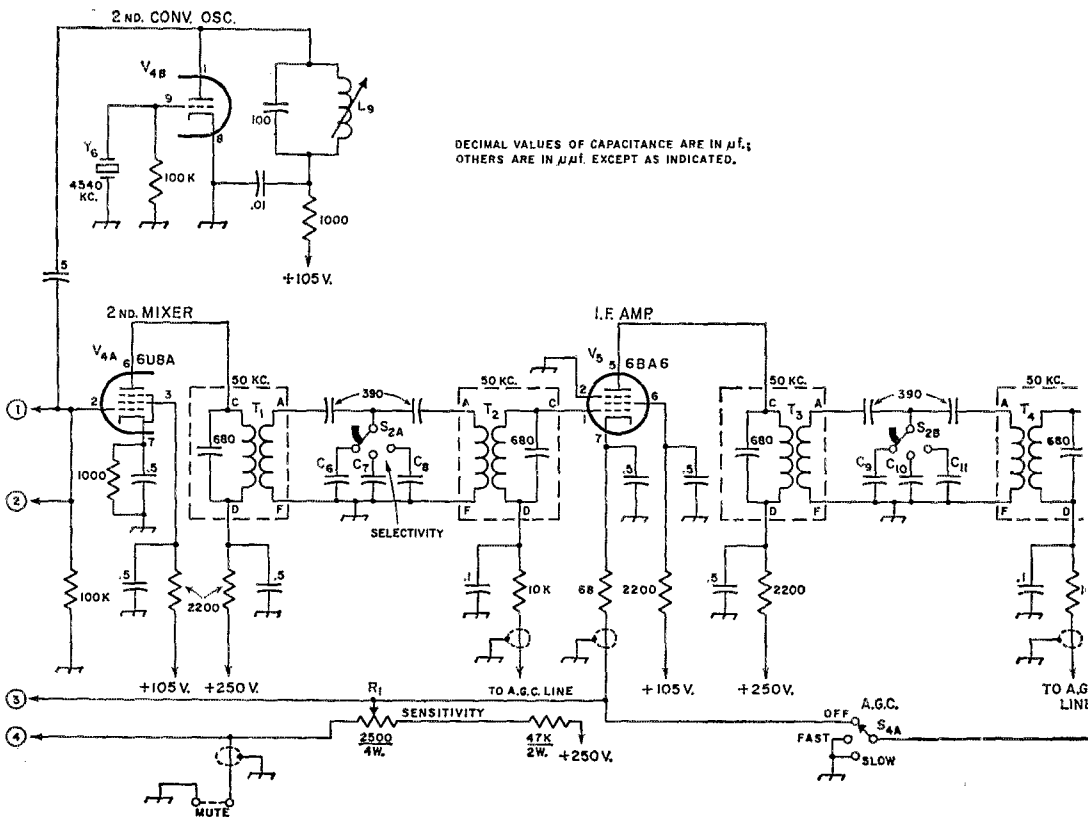 2 ND. CONV. OSC.
V4B
1
9
8
Y6
4540
KC.
100K
.01
100
L9
1000
+105 V.
DECIMAL VALUES OF CAPACITANCE ARE IN µf.;
OTHERS ARE IN µµf. EXCEPT AS INDICATED.
.5
2 ND. MIXER
V4A
6
6U8A
2
3
7
1
2
1000
.5
.5
100K
2200
.5
+105 V.
+250 V.
50 KC.
C
T1
A
680
D
F
390
S2A
C6
C7
C8
SELECTIVITY
50 KC.
A
T2
C
680
F
D
.1
10K
TO A.G.C. LINE
I.F. AMP.
V5
5
6BA6
2
1
6
7
.5
.5
68
2200
+105 V.
50 KC.
C
T3
A
680
D
F
.5
2200
+250 V.
390
S2B
C9
C10
C11
50 KC.
A
T4
680
F
D
.1
TO A.G
LINE
3
4
R1
SENSITIVITY
2500
4W.
47K
2W.
+250 V.
MUTE
A.G.C.
OFF
S4A
FAST
SLOW